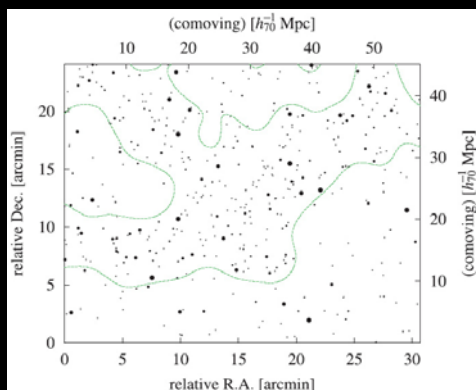 (comoving) [h₇₀⁻¹ Mpc]
10 20 30 40 50
20
15
10
5
0
relative Dec. [arcmin]
40
30
20
10
(comoving) [h₇₀⁻¹ Mpc]
0 5 10 15 20 25 30
relative R.A. [arcmin]